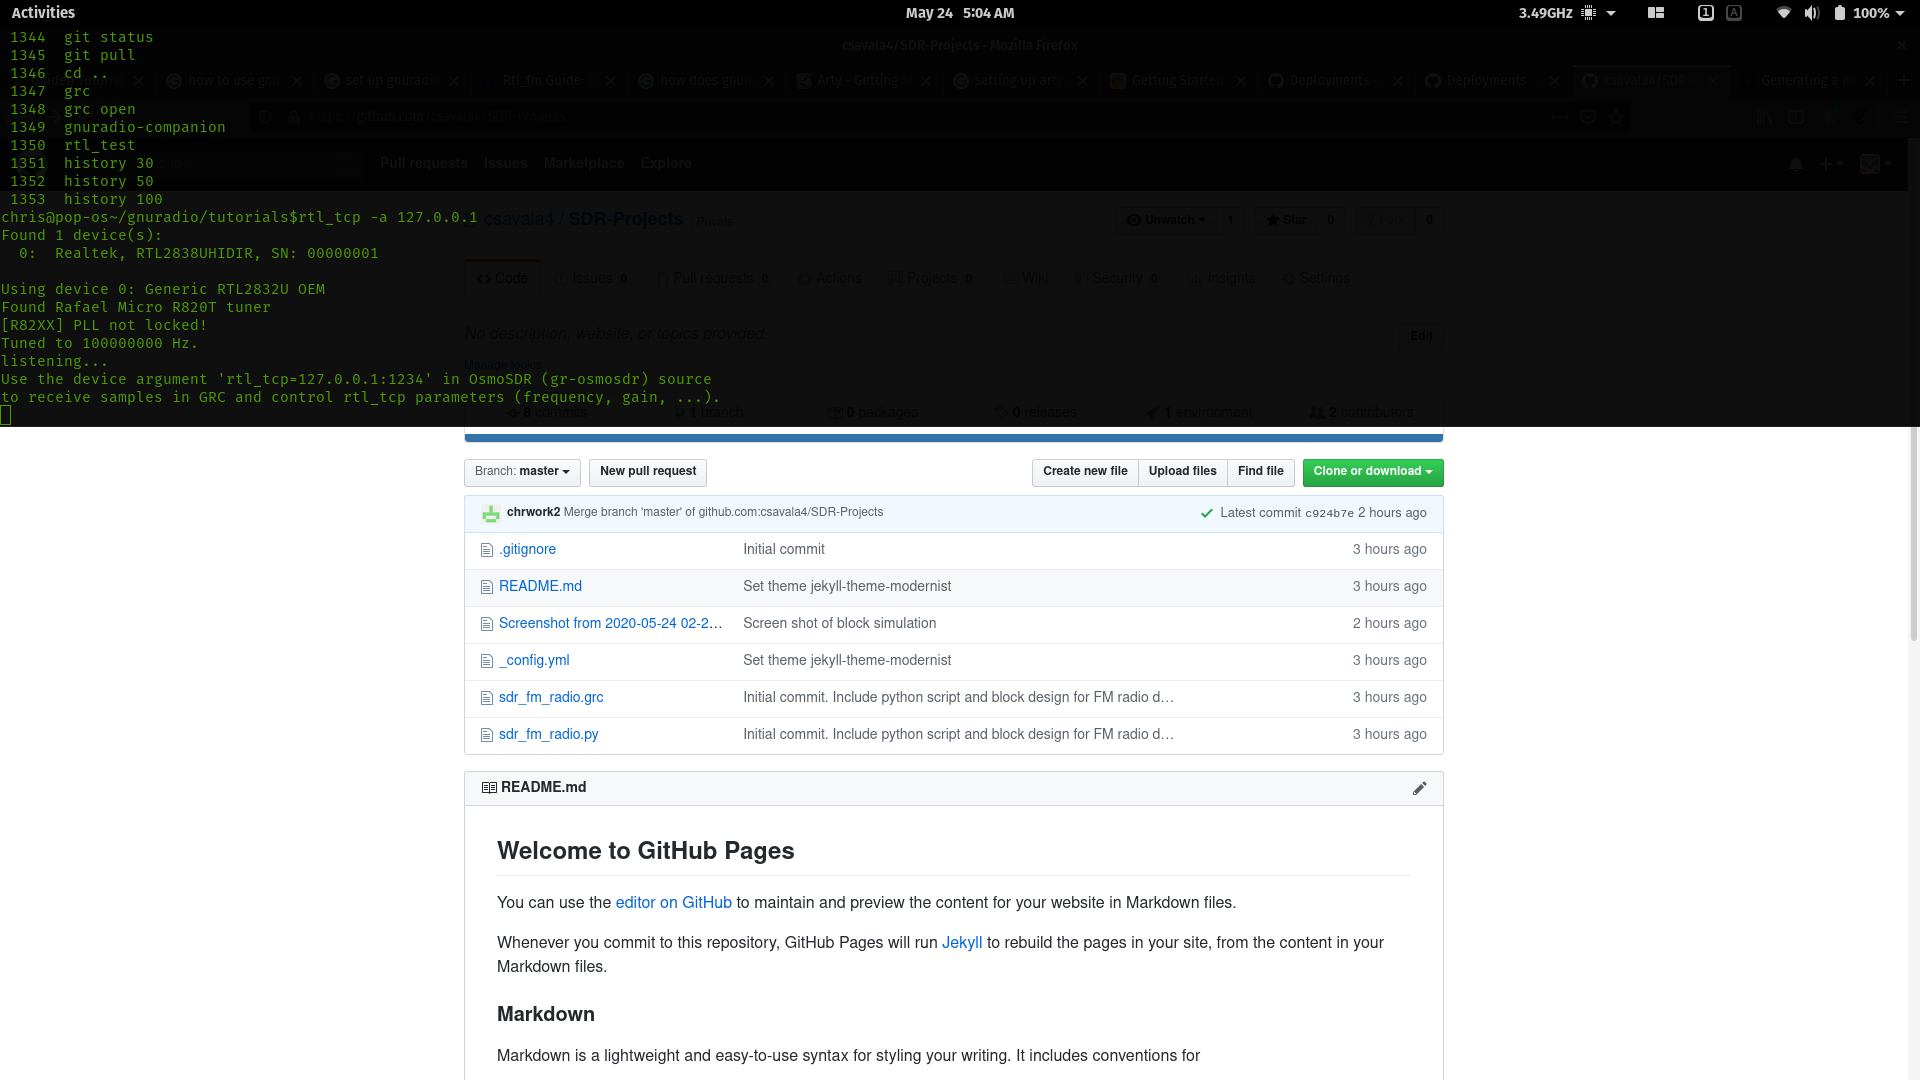 Activities
May 24 5:04 AM
3.49GHz
1
A
100%
1344 git status
1345 git pull
1346 cd ..
1347 grc
1348 grc open
1349 gnuradio-companion
1350 rtl_test
1351 history 30
1352 history 50
1353 history 100
chris@pop-os~/gnuradio/tutorials$rtl_tcp -a 127.0.0.1
Found 1 device(s):
0: Realtek, RTL2838UHIDIR, SN: 00000001
Using device 0: Generic RTL2832U OEM
Found Rafael Micro R820T tuner
[R82XX] PLL not locked!
Tuned to 100000000 Hz.
listening...
Use the device argument 'rtl_tcp=127.0.0.1:1234' in OsmoSDR (gr-osmosdr) source
to receive samples in GRC and control rtl_tcp parameters (frequency, gain, ...).
csavala4/SDR-Projects - Mozilla Firefox
how to use gn
set up gnuradi
Rtl_fm Guide:
how does gnu
Arty - Getting
setting up arty
Getting Starte
Deployments
Deployments
csavala4/SD
Generating a
https://github.com/csavala4/SDR-Projects
Pull requests Issues Marketplace Explore
csavala4 / SDR-Projects Private
Unwatch 1 Star 0 Fork 0
Code Issues 0 Pull requests 0 Actions Projects 0 Wiki Security 0 Insights Settings
No description, website, or topics provided.
Edit
Manage topics
8 commits 1 branch 0 packages 0 releases 1 environment 2 contributors
Branch: master New pull request Create new file Upload files Find file Clone or download
chrwork2 Merge branch 'master' of github.com:csavala4/SDR-Projects Latest commit c924b7e 2 hours ago
.gitignore Initial commit 3 hours ago
README.md Set theme jekyll-theme-modernist 3 hours ago
Screenshot from 2020-05-24 02-2... Screen shot of block simulation 2 hours ago
_config.yml Set theme jekyll-theme-modernist 3 hours ago
sdr_fm_radio.grc Initial commit. Include python script and block design for FM radio d... 3 hours ago
sdr_fm_radio.py Initial commit. Include python script and block design for FM radio d... 3 hours ago
README.md
Welcome to GitHub Pages
You can use the editor on GitHub to maintain and preview the content for your website in Markdown files.
Whenever you commit to this repository, GitHub Pages will run Jekyll to rebuild the pages in your site, from the content in your
Markdown files.
Markdown
Markdown is a lightweight and easy-to-use syntax for styling your writing. It includes conventions for